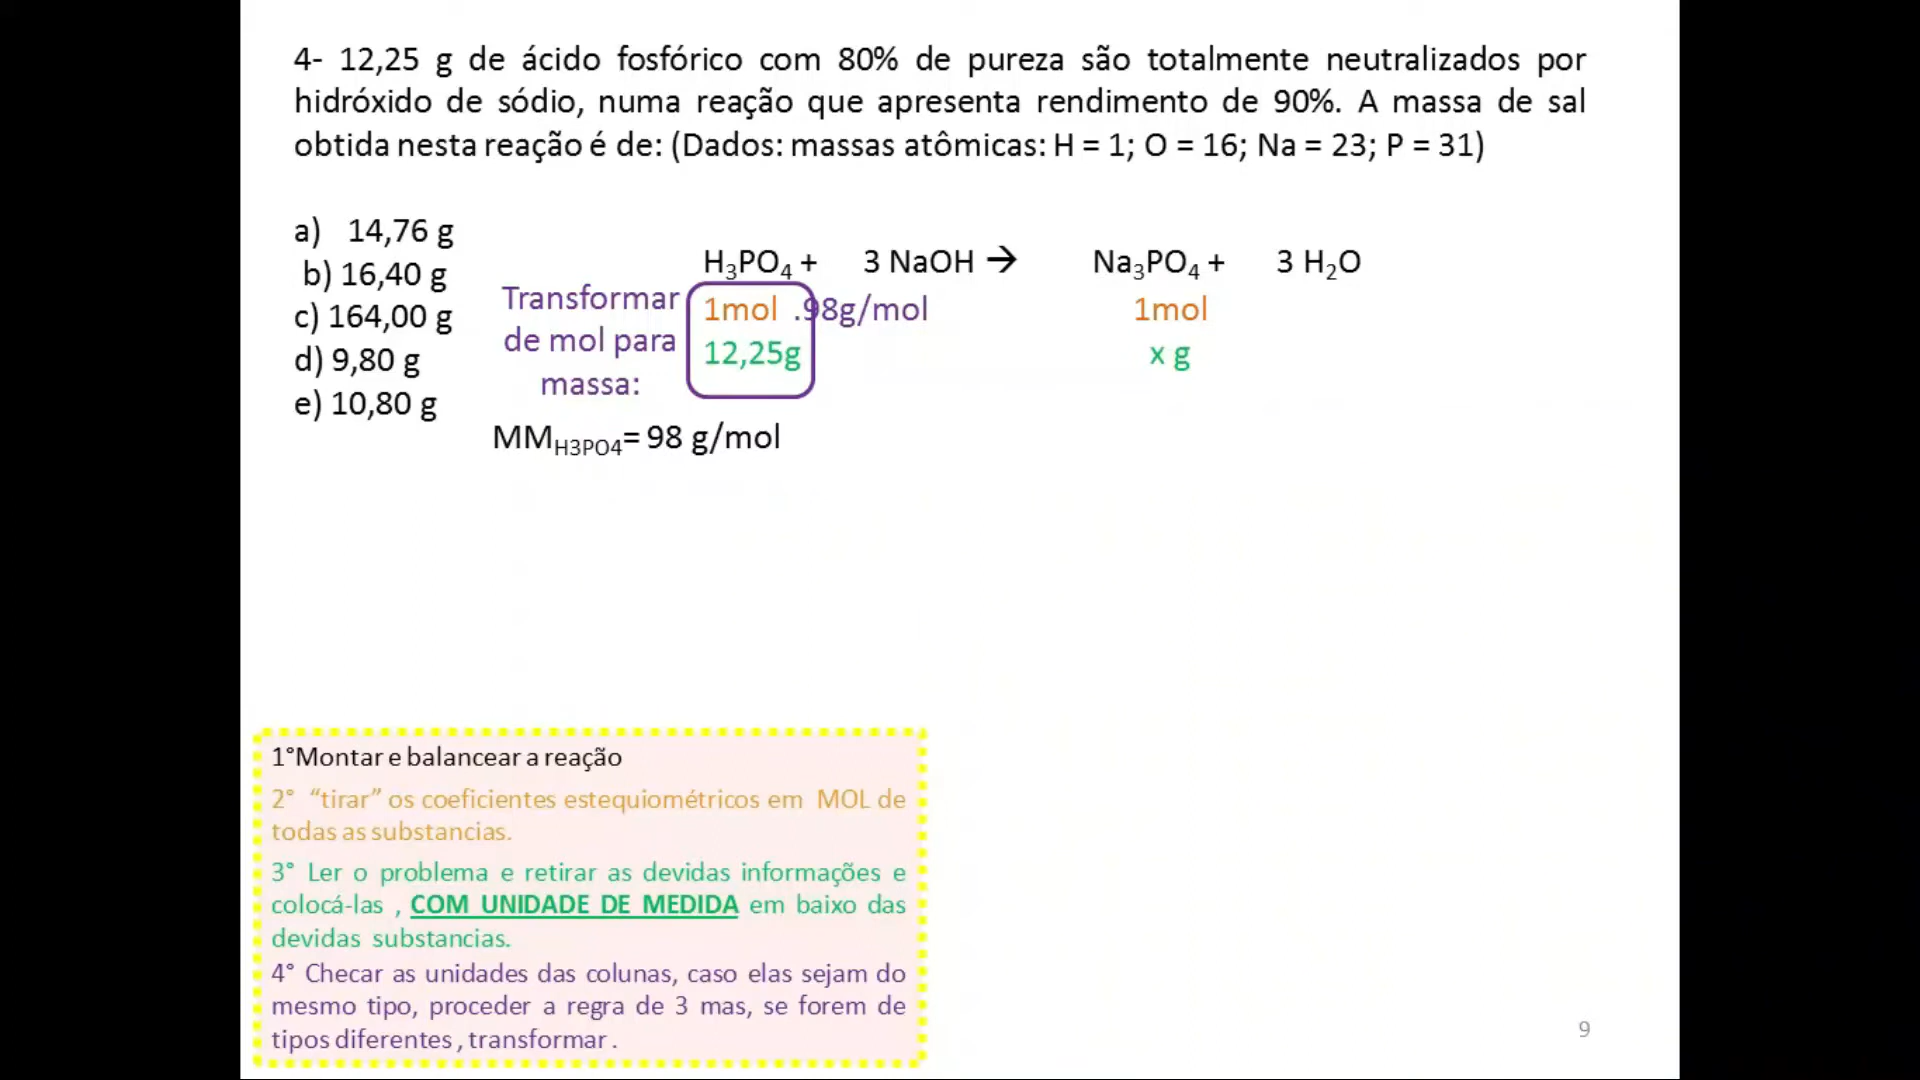 4- 12,25 g de ácido fosfórico com 80% de pureza são totalmente neutralizados por
hidróxido de sódio, numa reação que apresenta rendimento de 90%. A massa de sal
obtida nesta reação é de: (Dados: massas atômicas: H = 1; O = 16; Na = 23; P = 31)
a) 14,76 g
b) 16,40 g
c) 164,00 g
d) 9,80 g
e) 10,80 g
H₃PO₄ + 3 NaOH → Na₃PO₄ + 3 H₂O
Transformar
de mol para
massa:
1mol .98g/mol 1mol
12,25g x g
MM_H3PO4= 98 g/mol
1°Montar e balancear a reação
2° “tirar” os coeficientes estequiométricos em MOL de
todas as substancias.
3° Ler o problema e retirar as devidas informações e
colocá-las , COM UNIDADE DE MEDIDA em baixo das
devidas substancias.
4° Checar as unidades das colunas, caso elas sejam do
mesmo tipo, proceder a regra de 3 mas, se forem de
tipos diferentes , transformar .
9